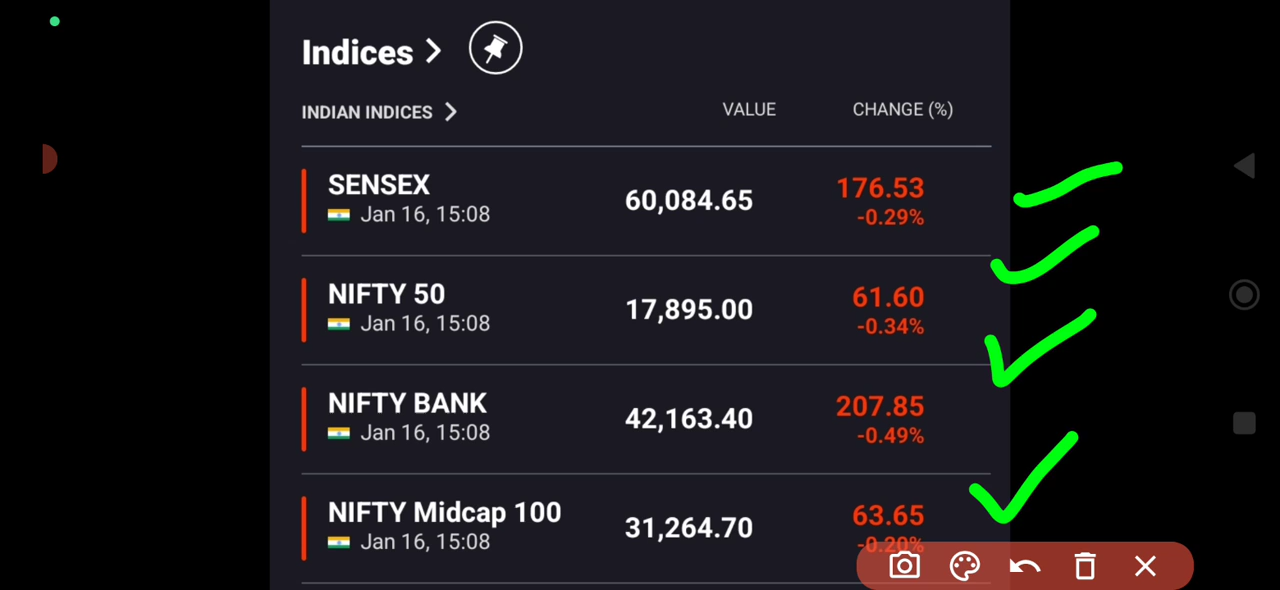 Indices >
INDIAN INDICES > VALUE CHANGE (%)
SENSEX 60,084.65 176.53
Jan 16, 15:08 -0.29%
NIFTY 50 17,895.00 61.60
Jan 16, 15:08 -0.34%
NIFTY BANK 42,163.40 207.85
Jan 16, 15:08 -0.49%
NIFTY Midcap 100 31,264.70 63.65
Jan 16, 15:08 -0.20%